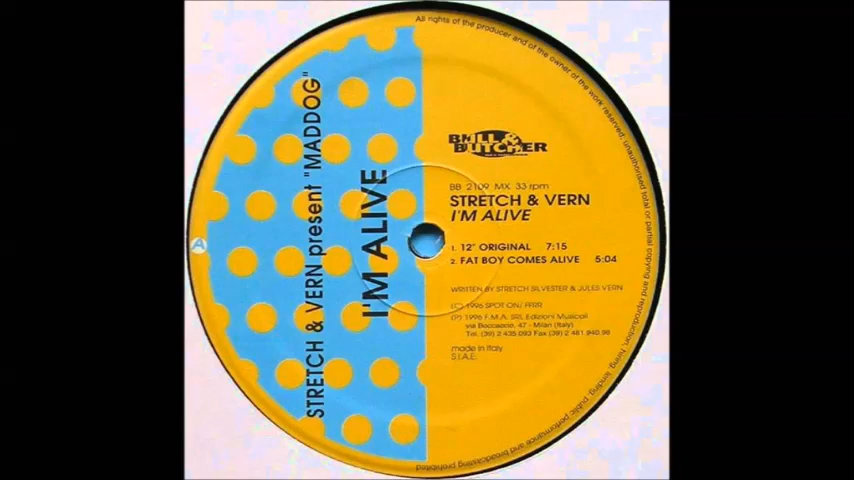 All rights of the producer and of the owner of the work reserved; unauthorised total or partial copying and reproduction, hiring, lending, public performance and broadcasting prohibited
STRETCH & VERN present "MADDOG"
I'M ALIVE
A
BULL &
BUTCHER
BB 2109 MX 33 rpm
STRETCH & VERN
I'M ALIVE
1. 12" ORIGINAL 7:15
2. FAT BOY COMES ALIVE 5:04
WRITTEN BY STRETCH SILVESTER & JULES VERN
(C) 1996 SPOT ON/ FFRR
(P) 1996 F.M.A. SRL Edizioni Musicali
via Boccaccio, 47 - Milan (Italy)
Tel. (39) 2 435.093 Fax (39) 2 481.940.98
made in Italy
S.I.A.E.